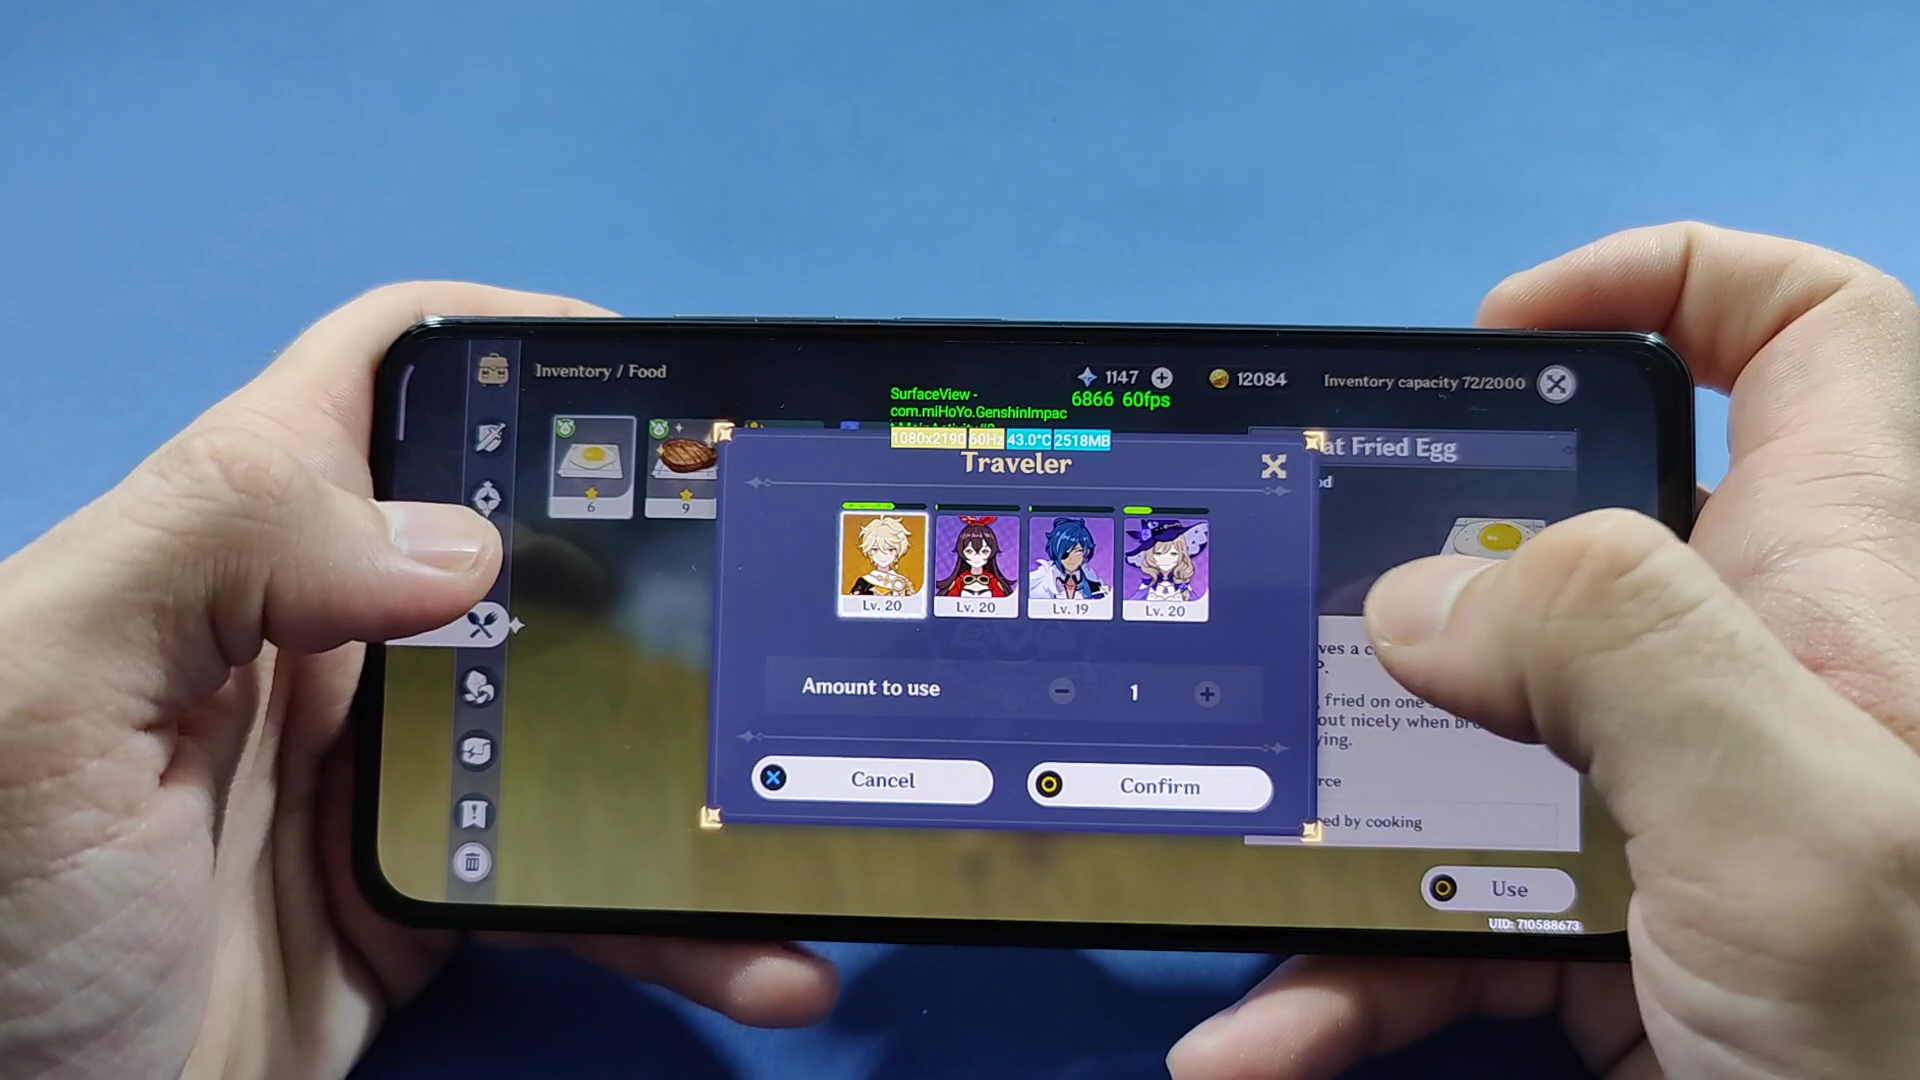 Inventory / Food
1147
12084
Inventory capacity 72/2000
SurfaceView -
com.miHoYo.GenshinImpac
6866 60fps
1080x2190 60Hz 43.0°C 2518MB
6
9
Traveler
at Fried Egg
Lv. 20
Lv. 20
Lv. 19
Lv. 20
Amount to use
1
Cancel
Confirm
ves a c
fried on one
out nicely when br
ying.
rce
ed by cooking
Use
UID: 710588673